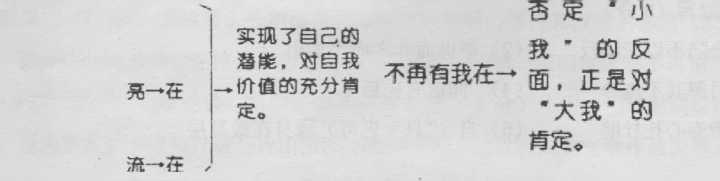 亮→在
流→在
实现了自己的
潜能，对自我
价值的充分肯
定。
不再有我在→
否定“小
我”的反
面，正是对
“大我”的
肯定。